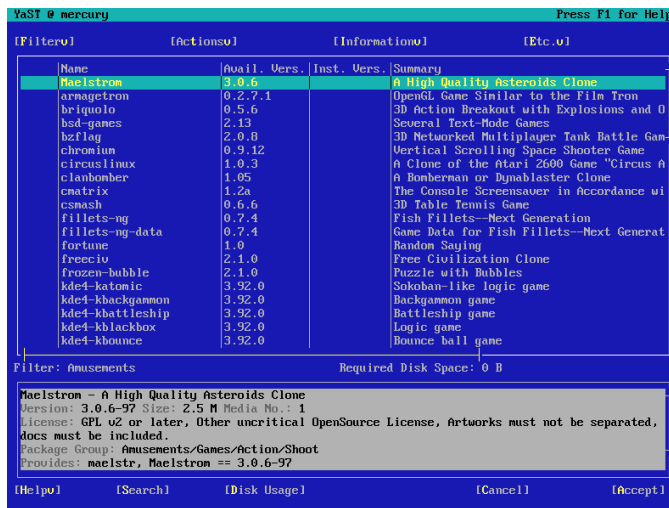 YaST @ mercury Press F1 for Help
[Filter↓] [Actions↓] [Information↓] [Etc.↓]
Name Avail. Vers. Inst. Vers. Summary
Maelstrom 3.0.6 A High Quality Asteroids Clone
armagetron 0.2.7.1 OpenGL Game Similar to the Film Tron
briquolo 0.5.6 3D Action Breakout with Explosions and O
bsd-games 2.13 Several Text-Mode Games
bzflag 2.0.8 3D Networked Multiplayer Tank Battle Gam
chromium 0.9.12 Vertical Scrolling Space Shooter Game
circuslinux 1.0.3 A Clone of the Atari 2600 Game "Circus A
clanbomber 1.05 A Bomberman or Dynablaster Clone
cmatrix 1.2a The Console Screensaver in Accordance wi
csmash 0.6.6 3D Table Tennis Game
fillets-ng 0.7.4 Fish Fillets--Next Generation
fillets-ng-data 0.7.4 Game Data for Fish Fillets--Next Generat
fortune 1.0 Random Saying
freeciv 2.1.0 Free Civilization Clone
frozen-bubble 2.1.0 Puzzle with Bubbles
kde4-katomic 3.92.0 Sokoban-like logic game
kde4-kbackgammon 3.92.0 Backgammon game
kde4-kbattleship 3.92.0 Battleship game
kde4-kblackbox 3.92.0 Logic game
kde4-kbounce 3.92.0 Bounce ball game
Filter: Amusements Required Disk Space: 0 B
Maelstrom - A High Quality Asteroids Clone
Version: 3.0.6-97 Size: 2.5 M Media No.: 1
License: GPL v2 or later, Other uncritical OpenSource License, Artworks must not be separated,
docs must be included.
Package Group: Amusements/Games/Action/Shoot
Provides: maelstr, Maelstrom == 3.0.6-97
[Help↓] [Search] [Disk Usage] [Cancel] [Accept]